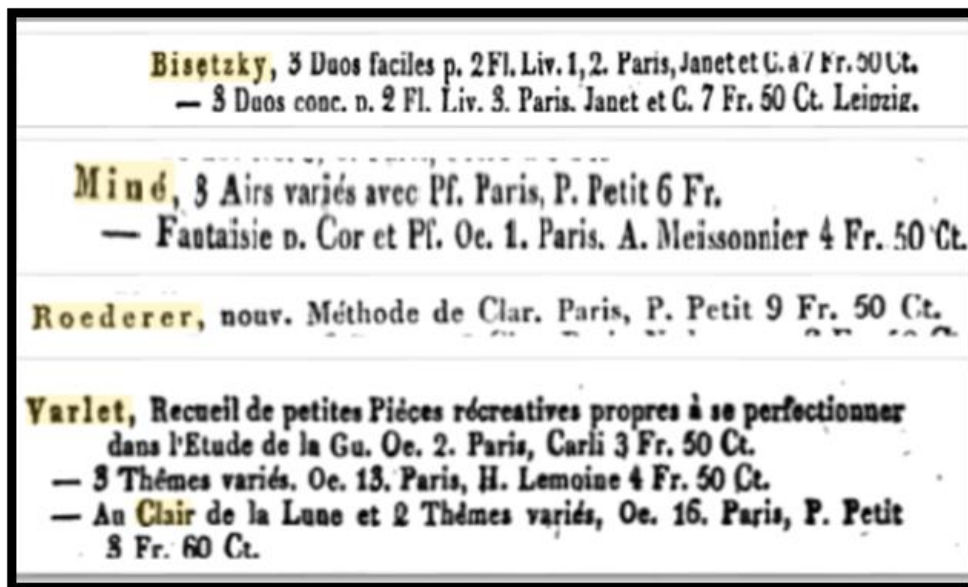 Bisetzky, 3 Duos faciles p. 2 Fl. Liv. 1, 2. Paris, Janet et C. à 7 Fr. 50 Ct.
— 3 Duos conc. p. 2 Fl. Liv. 3. Paris. Janet et C. 7 Fr. 50 Ct. Leipzig.
Miné, 3 Airs variés avec Pf. Paris, P. Petit 6 Fr.
— Fantaisie p. Cor et Pf. Oe. 1. Paris. A. Meissonnier 4 Fr. 50 Ct.
Roederer, nouv. Méthode de Clar. Paris, P. Petit 9 Fr. 50 Ct.
Varlet, Recueil de petites Piéces récreatives propres à se perfectionner
dans l'Etude de la Gu. Oe. 2. Paris, Carli 3 Fr. 50 Ct.
— 3 Thêmes variés. Oe. 13. Paris, H. Lemoine 4 Fr. 50 Ct.
— Au Clair de la Lune et 2 Thêmes variés, Oe. 16. Paris, P. Petit
3 Fr. 60 Ct.